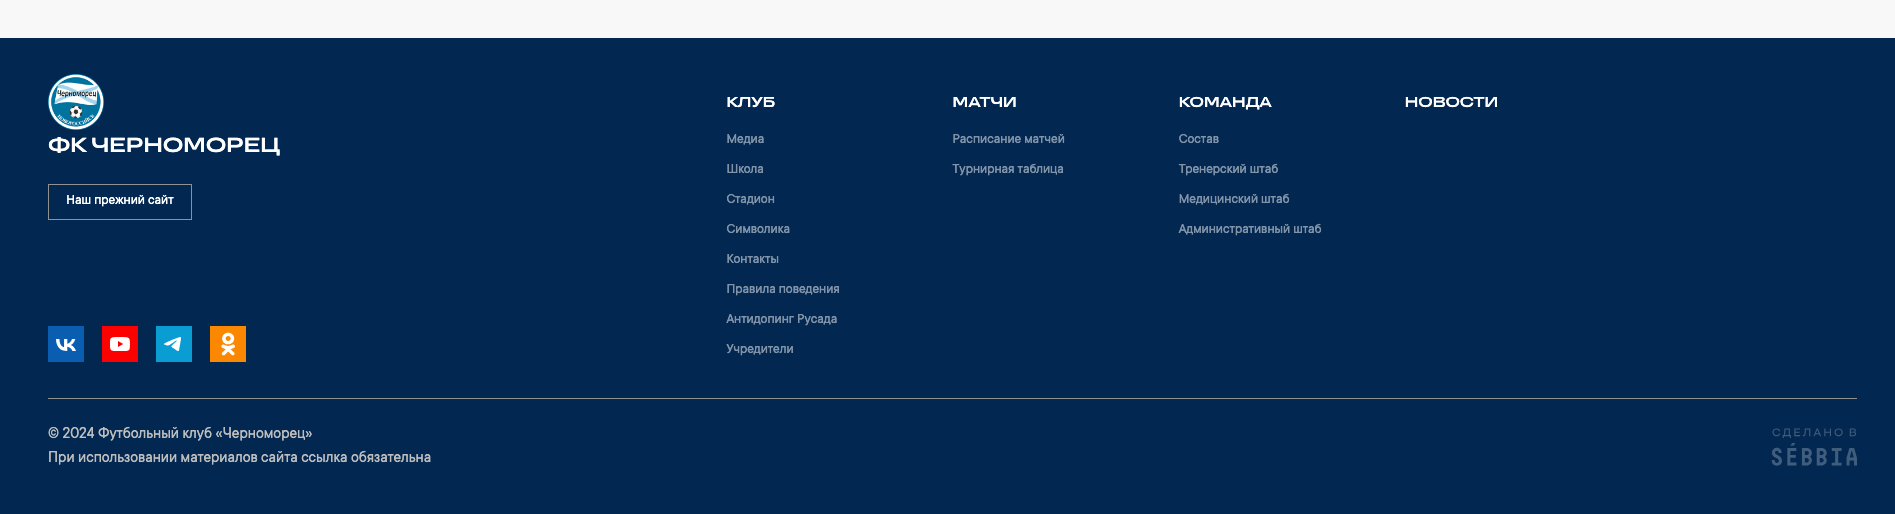 Черноморец
НОВОРОССИЙСК
ФК ЧЕРНОМОРЕЦ
Наш прежний сайт
КЛУБ
Медиа
Школа
Стадион
Символика
Контакты
Правила поведения
Антидопинг Русада
Учредители
МАТЧИ
Расписание матчей
Турнирная таблица
КОМАНДА
Состав
Тренерский штаб
Медицинский штаб
Административный штаб
НОВОСТИ
© 2024 Футбольный клуб «Черноморец»
При использовании материалов сайта ссылка обязательна
СДЕЛАНО В
SÉBBIA